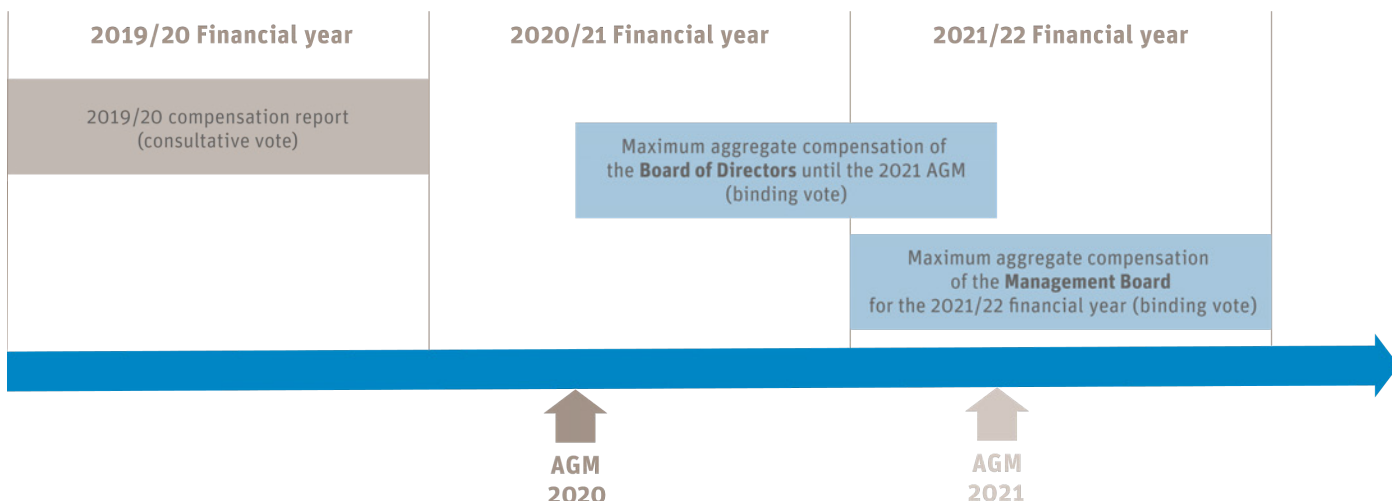 2019/20 Financial year
2020/21 Financial year
2021/22 Financial year
2019/20 compensation report
(consultative vote)
Maximum aggregate compensation of
the Board of Directors until the 2021 AGM
(binding vote)
Maximum aggregate compensation
of the Management Board
for the 2021/22 financial year (binding vote)
AGM
2020
AGM
2021